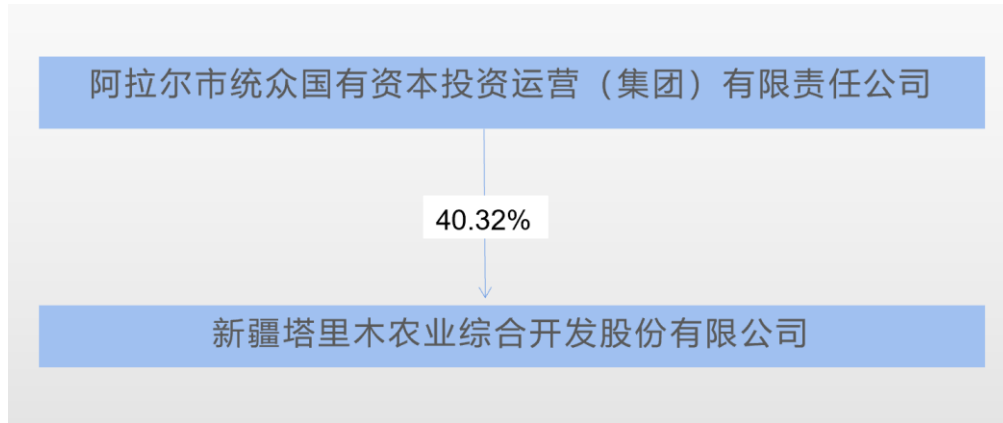 阿拉尔市统众国有资本投资运营（集团）有限责任公司
40.32%
新疆塔里木农业综合开发股份有限公司